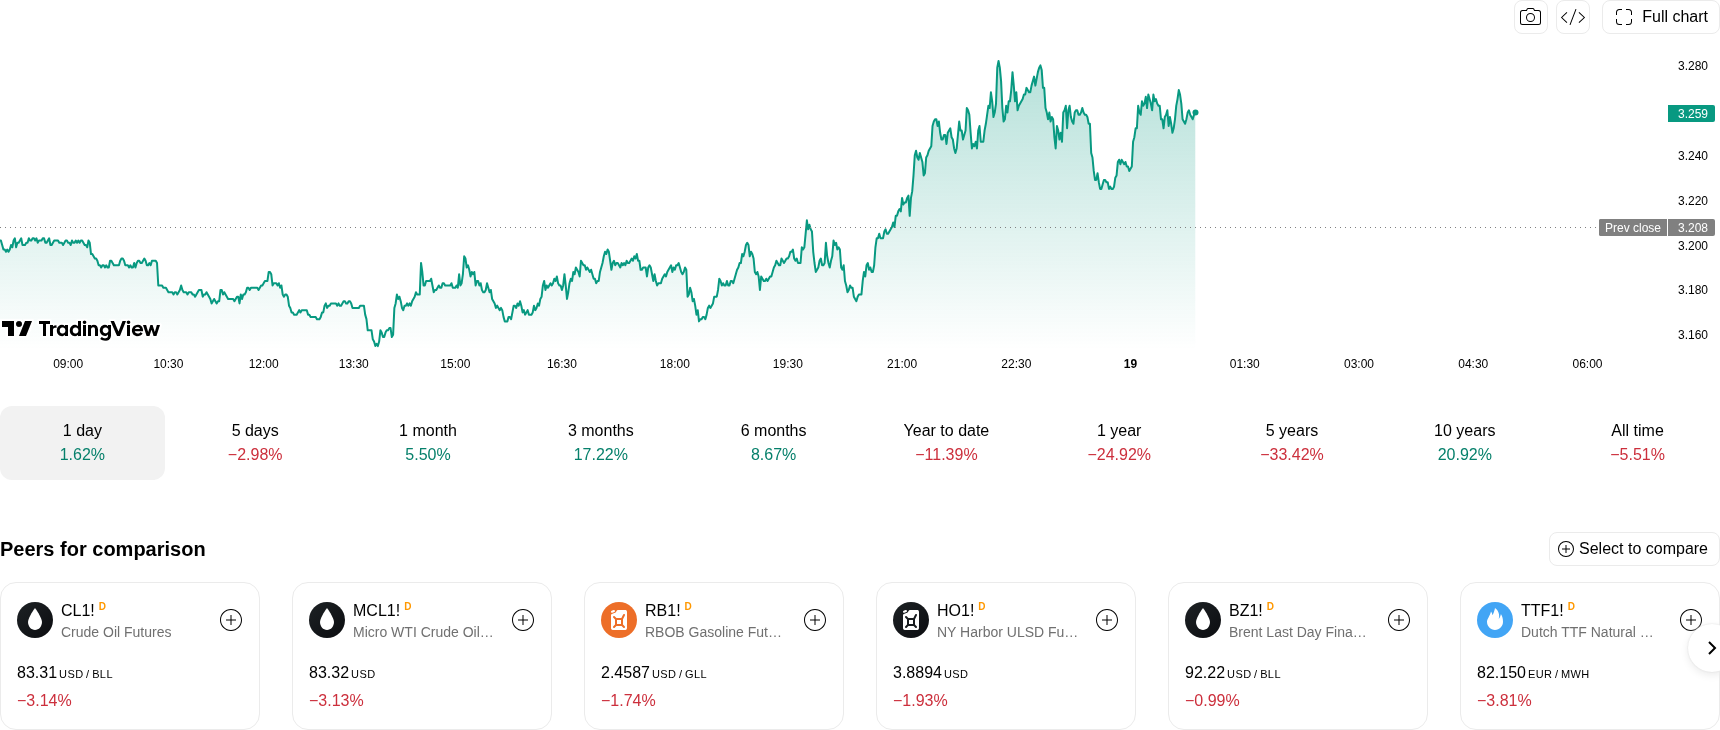 Full chart
3.280
3.259
3.240
3.220
Prev close 3.208
3.200
3.180
3.160
TradingView
09:00 10:30 12:00 13:30 15:00 16:30 18:00 19:30 21:00 22:30 19 01:30 03:00 04:30 06:00
1 day 5 days 1 month 3 months 6 months Year to date 1 year 5 years 10 years All time
1.62% −2.98% 5.50% 17.22% 8.67% −11.39% −24.92% −33.42% 20.92% −5.51%
Peers for comparison
Select to compare
CL1! D
Crude Oil Futures
83.31 USD / BLL
−3.14%
MCL1! D
Micro WTI Crude Oil…
83.32 USD
−3.13%
RB1! D
RBOB Gasoline Fut…
2.4587 USD / GLL
−1.74%
HO1! D
NY Harbor ULSD Fu…
3.8894 USD
−1.93%
BZ1! D
Brent Last Day Fina…
92.22 USD / BLL
−0.99%
TTF1! D
Dutch TTF Natural …
82.150 EUR / MWH
−3.81%